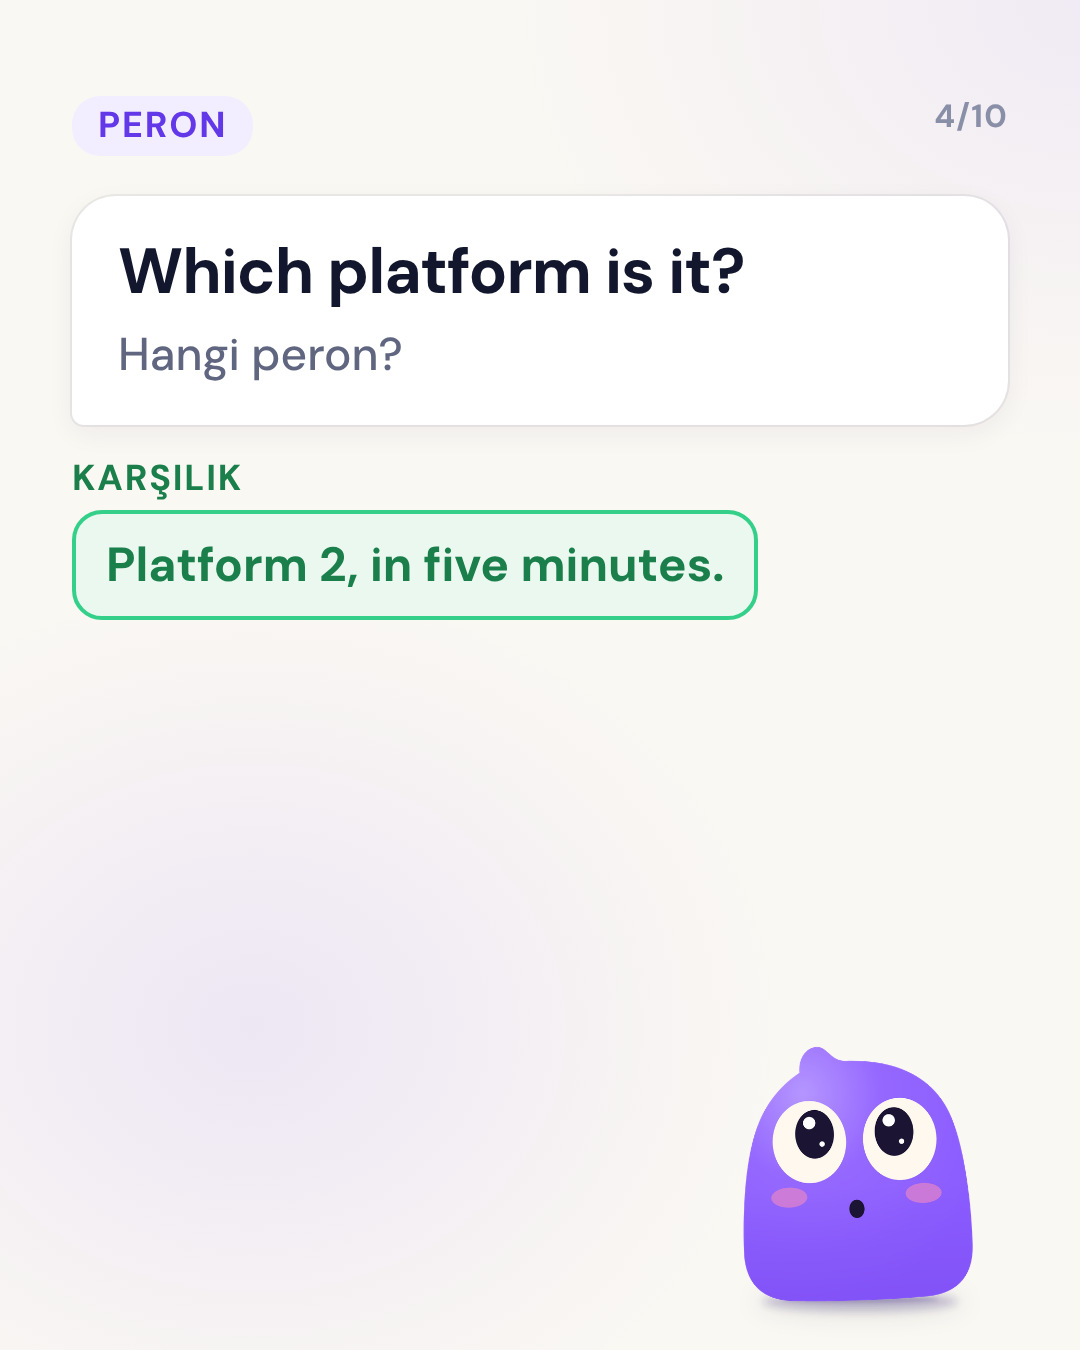 PERON
4/10
Which platform is it?
Hangi peron?
KARŞILIK
Platform 2, in five minutes.